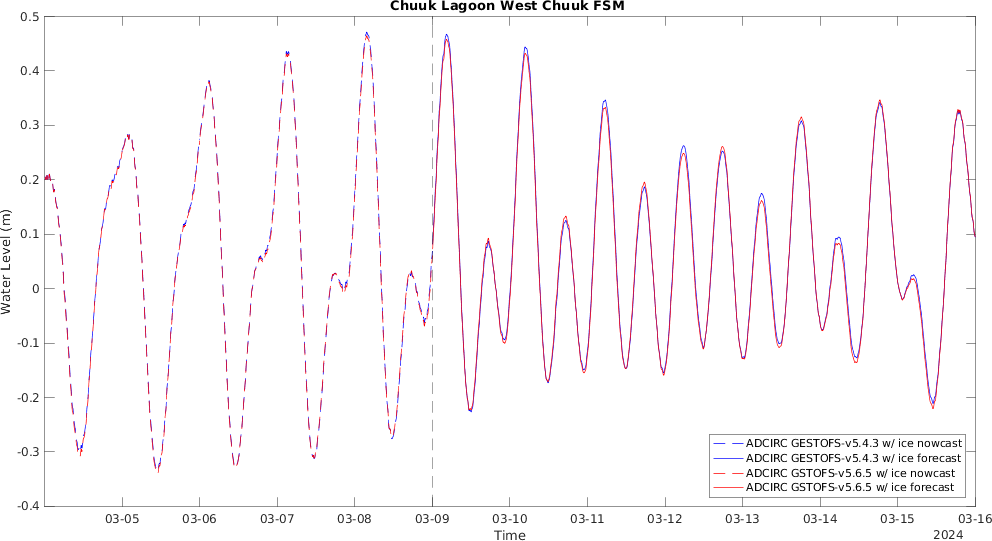 Chuuk Lagoon West Chuuk FSM
0.5
0.4
0.3
0.2
0.1
0
-0.1
-0.2
-0.3
-0.4
Water Level (m)
ADCIRC GESTOFS-v5.4.3 w/ ice nowcast
ADCIRC GESTOFS-v5.4.3 w/ ice forecast
ADCIRC GSTOFS-v5.6.5 w/ ice nowcast
ADCIRC GSTOFS-v5.6.5 w/ ice forecast
03-05 03-06 03-07 03-08 03-09 03-10 03-11 03-12 03-13 03-14 03-15 03-16
Time
2024